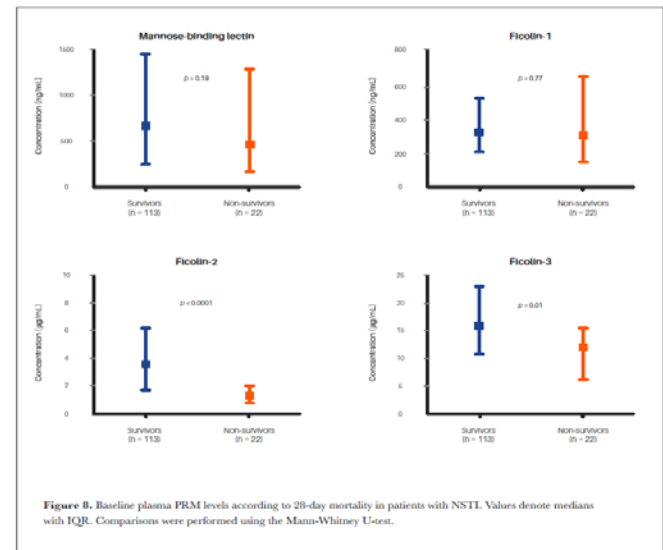 Mannose-binding lectin
Concentration (ng/mL)
1500
1000
500
0
p = 0.19
Survivors
(n = 113)
Non-survivors
(n = 22)
Ficolin-1
Concentration (ng/mL)
800
600
400
200
0
p = 0.77
Survivors
(n = 113)
Non-survivors
(n = 22)
Ficolin-2
Concentration (µg/mL)
10
8
6
4
2
0
p < 0.0001
Survivors
(n = 113)
Non-survivors
(n = 22)
Ficolin-3
Concentration (µg/mL)
25
20
15
10
5
0
p = 0.01
Survivors
(n = 113)
Non-survivors
(n = 22)
Figure 8. Baseline plasma PRM levels according to 28-day mortality in patients with NSTI. Values denote medians
with IQR. Comparisons were performed using the Mann-Whitney U-test.